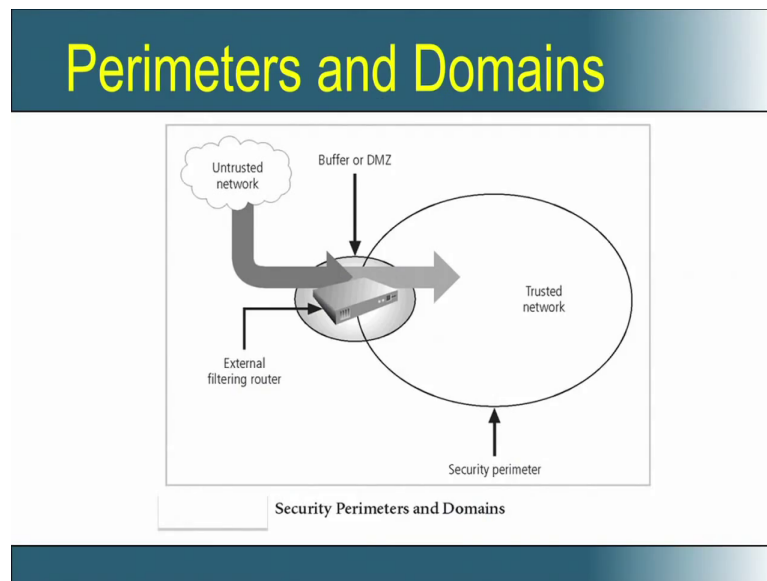 Perimeters and Domains
Untrusted
network
Buffer or DMZ
Trusted
network
External
filtering router
Security perimeter
Security Perimeters and Domains